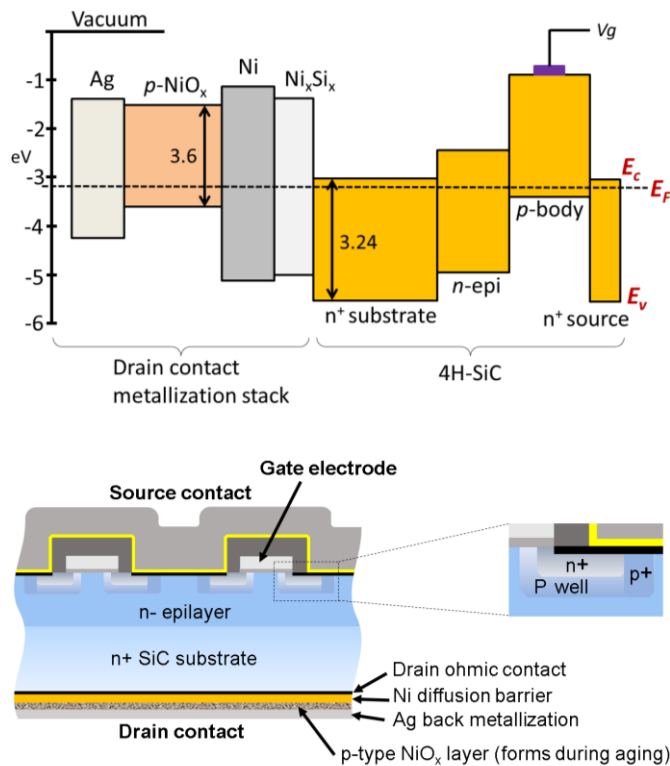 Vacuum
Vg
Ag
p-NiOx
Ni
NixSix
-1
-2
eV
-3
-4
-5
-6
3.6
3.24
Ec
EF
Ev
p-body
n-epi
n+ substrate
n+ source
Drain contact
metallization stack
4H-SiC
Gate electrode
Source contact
n+
P well
p+
n- epilayer
n+ SiC substrate
Drain ohmic contact
Ni diffusion barrier
Ag back metallization
Drain contact
p-type NiOx layer (forms during aging)